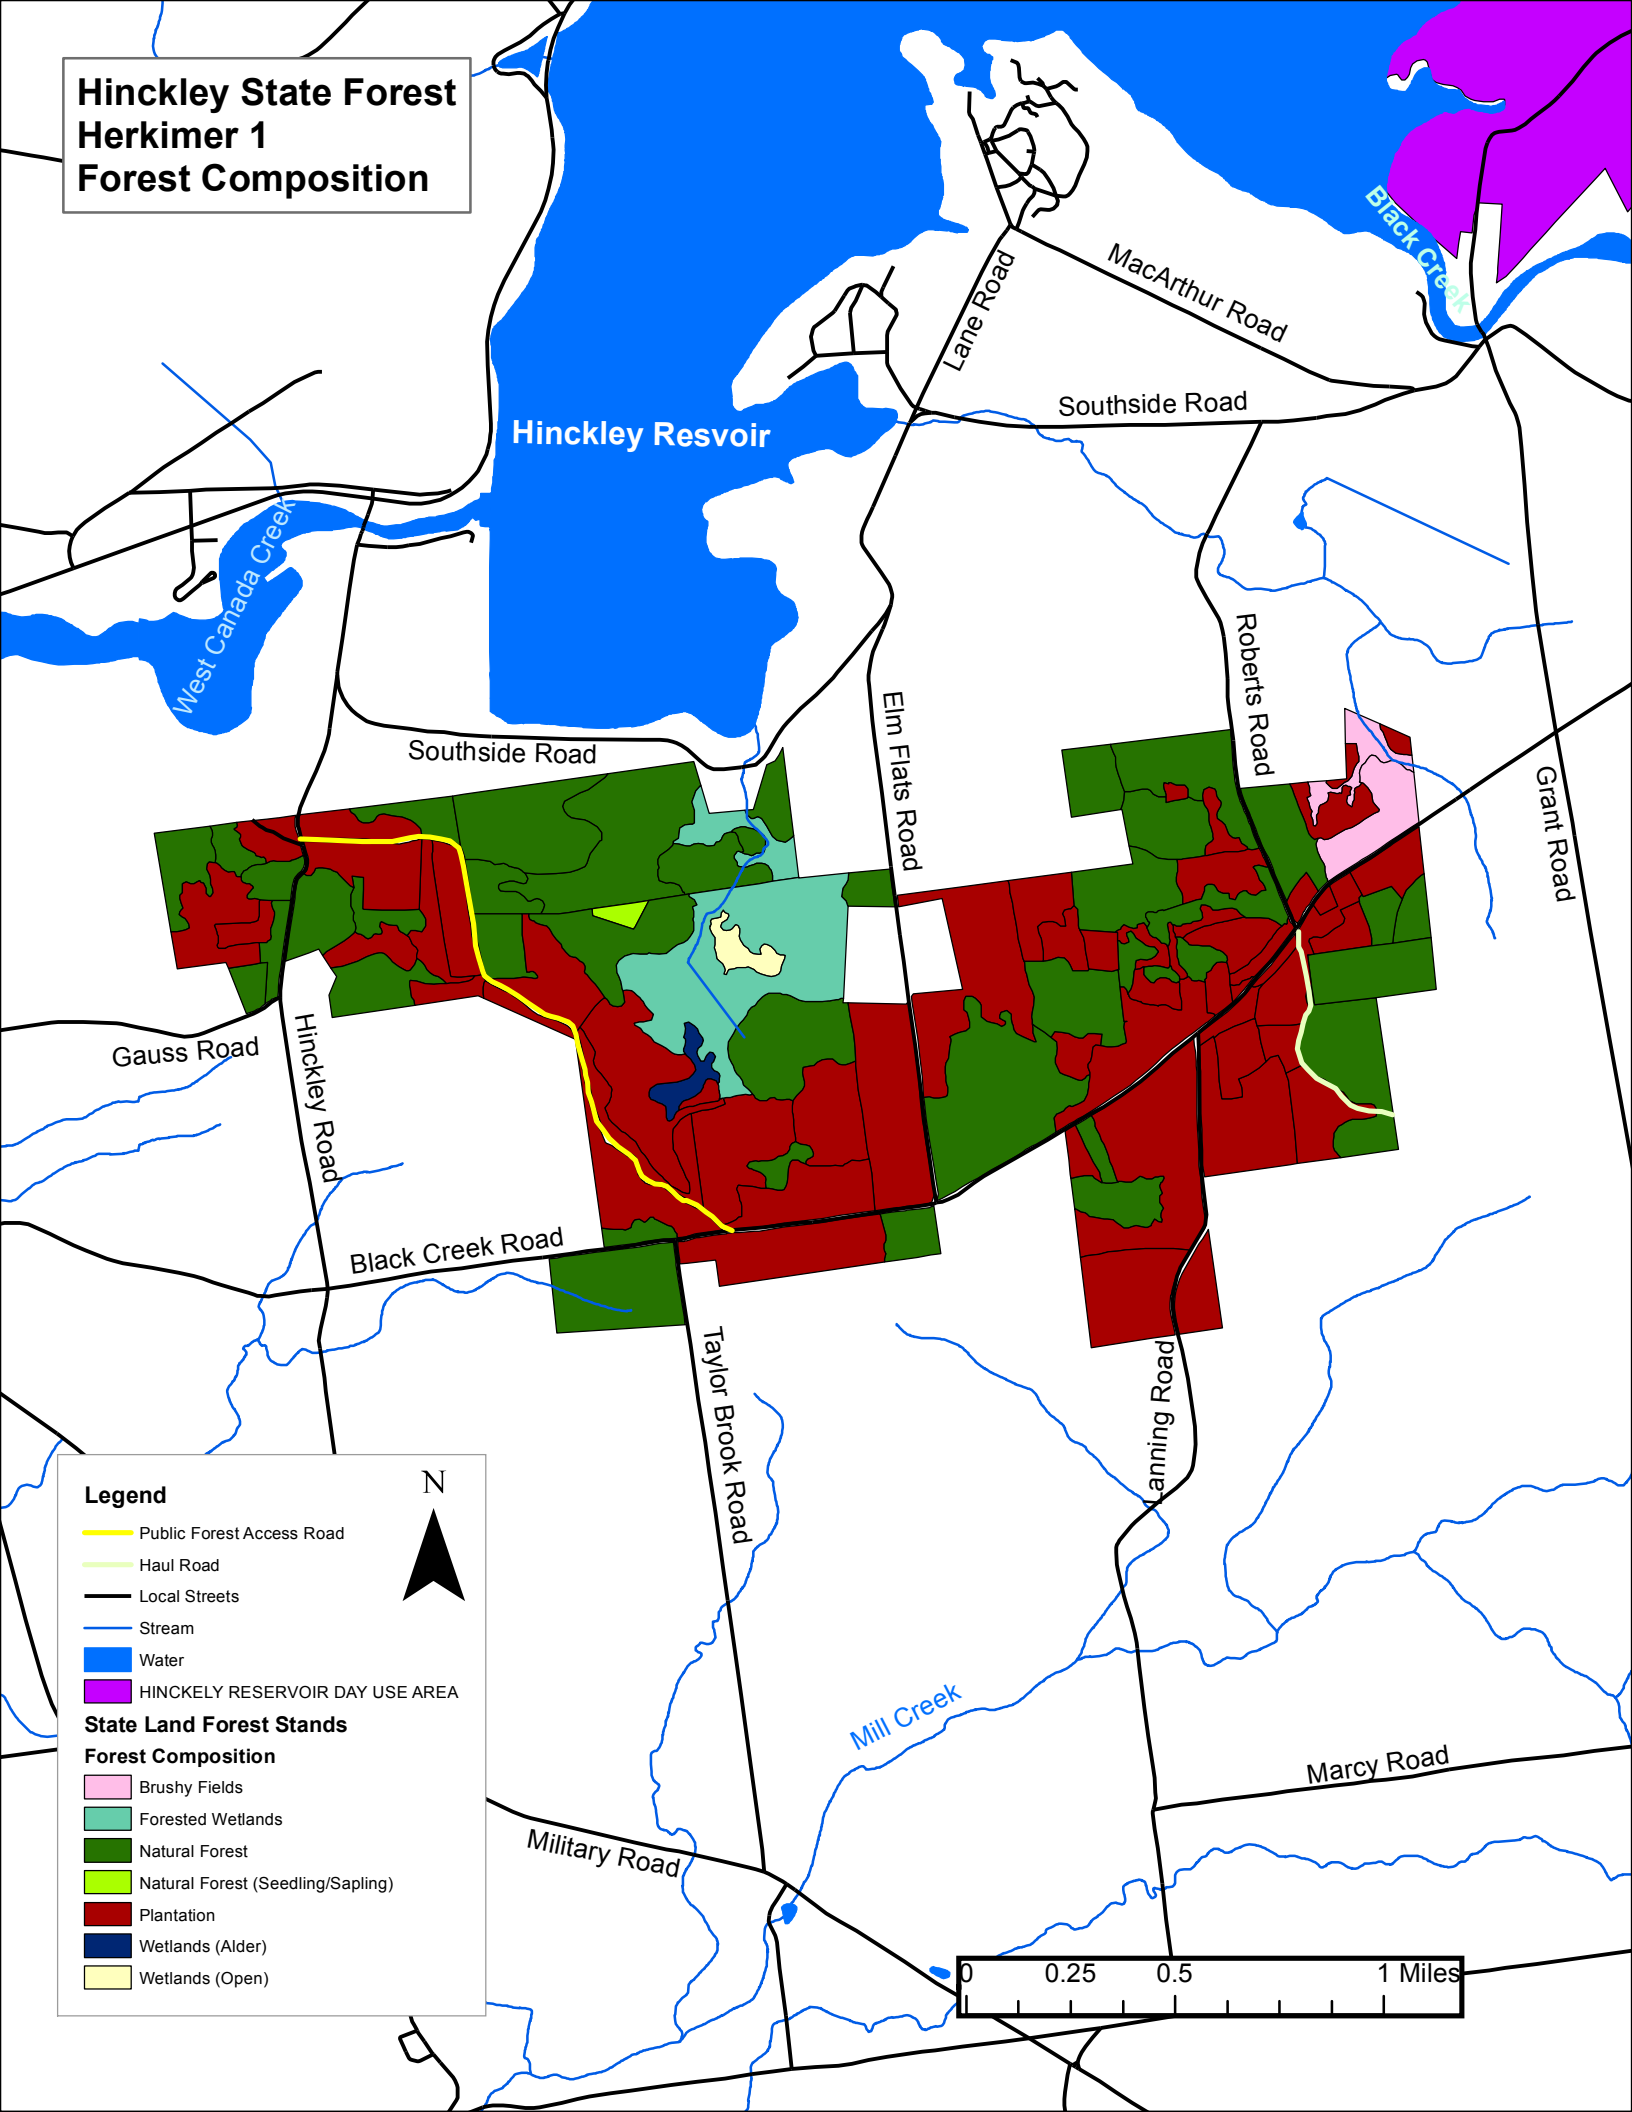 Hinckley State Forest
Herkimer 1
Forest Composition
Black Creek
MacArthur Road
Lane Road
Southside Road
Hinckley Resvoir
West Canada Creek
Roberts Road
Elm Flats Road
Southside Road
Grant Road
Gauss Road
Hinckley Road
Black Creek Road
Taylor Brook Road
Lanning Road
Mill Creek
Marcy Road
Military Road
Legend
N
Public Forest Access Road
Haul Road
Local Streets
Stream
Water
HINCKELY RESERVOIR DAY USE AREA
State Land Forest Stands
Forest Composition
Brushy Fields
Forested Wetlands
Natural Forest
Natural Forest (Seedling/Sapling)
Plantation
Wetlands (Alder)
Wetlands (Open)
0 0.25 0.5 1 Miles